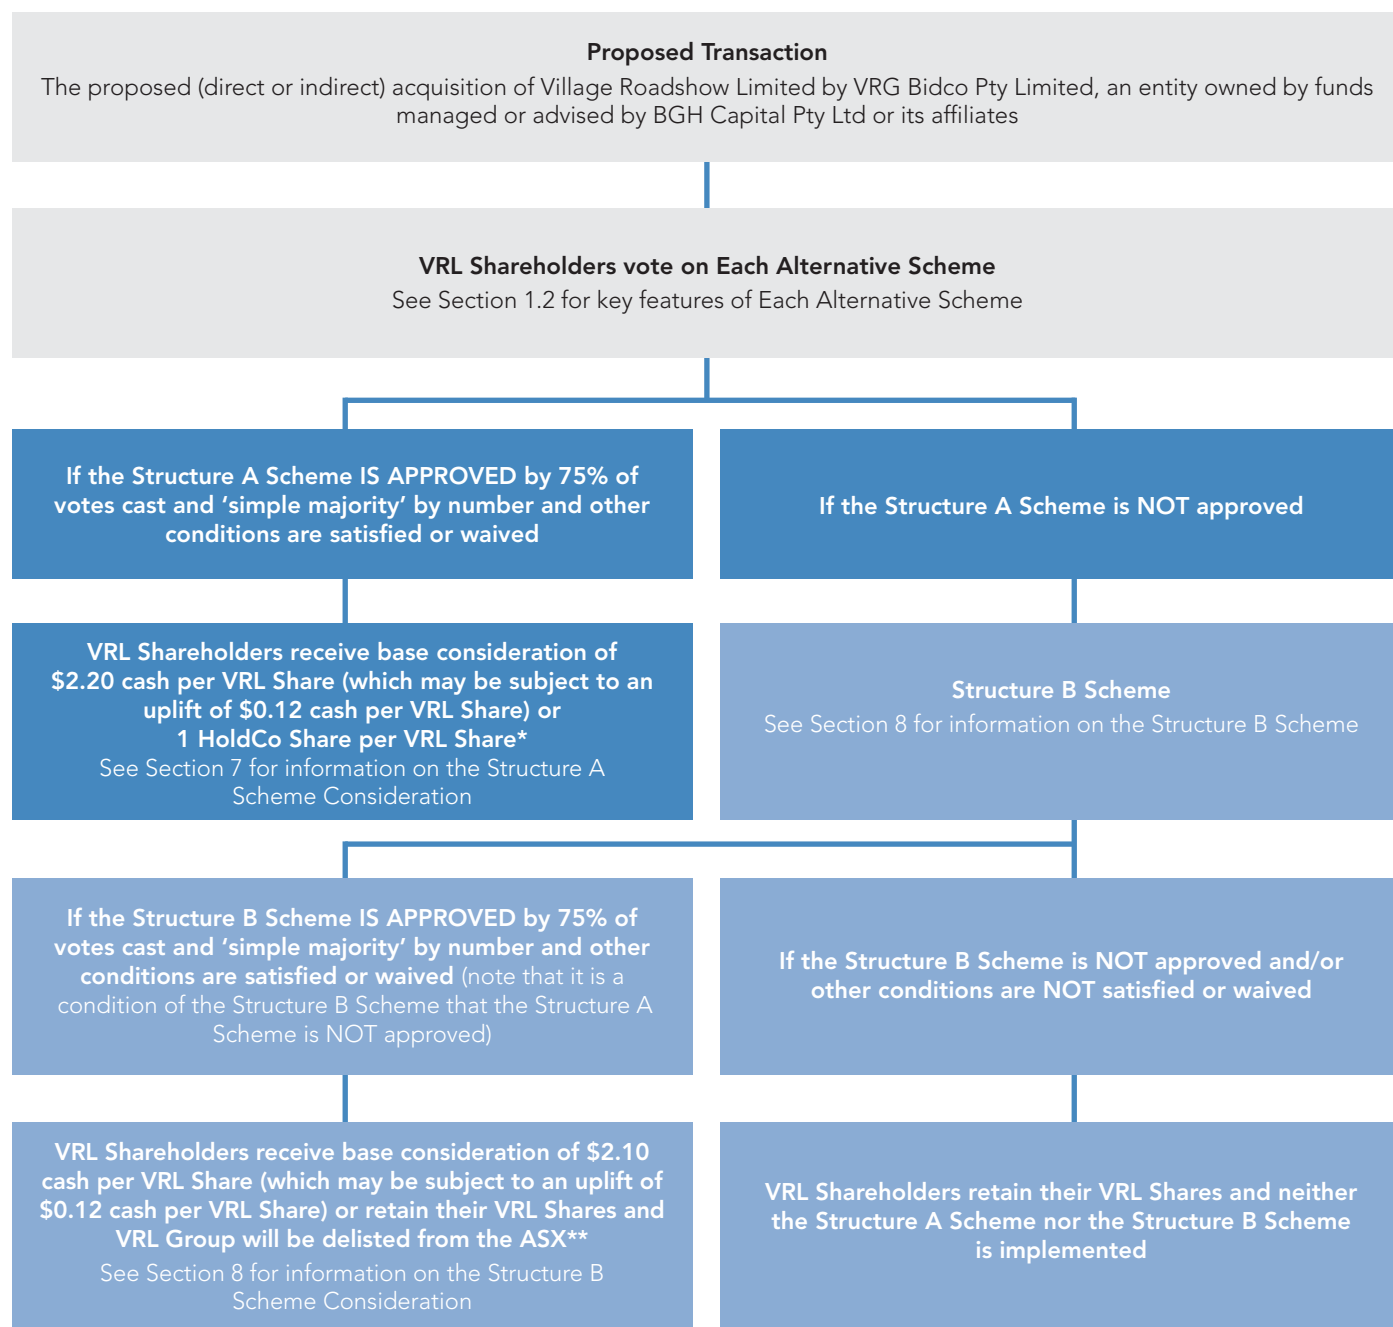 Proposed Transaction
The proposed (direct or indirect) acquisition of Village Roadshow Limited by VRG Bidco Pty Limited, an entity owned by funds
managed or advised by BGH Capital Pty Ltd or its affiliates
VRL Shareholders vote on Each Alternative Scheme
See Section 1.2 for key features of Each Alternative Scheme
If the Structure A Scheme IS APPROVED by 75% of
votes cast and ‘simple majority’ by number and other
conditions are satisfied or waived
If the Structure A Scheme is NOT approved
VRL Shareholders receive base consideration of
$2.20 cash per VRL Share (which may be subject to an
uplift of $0.12 cash per VRL Share) or
1 HoldCo Share per VRL Share*
See Section 7 for information on the Structure A
Scheme Consideration
Structure B Scheme
See Section 8 for information on the Structure B Scheme
If the Structure B Scheme IS APPROVED by 75% of
votes cast and ‘simple majority’ by number and other
conditions are satisfied or waived (note that it is a
condition of the Structure B Scheme that the Structure A
Scheme is NOT approved)
If the Structure B Scheme is NOT approved and/or
other conditions are NOT satisfied or waived
VRL Shareholders receive base consideration of $2.10
cash per VRL Share (which may be subject to an uplift of
$0.12 cash per VRL Share) or retain their VRL Shares and
VRL Group will be delisted from the ASX**
See Section 8 for information on the Structure B
Scheme Consideration
VRL Shareholders retain their VRL Shares and neither
the Structure A Scheme nor the Structure B Scheme
is implemented